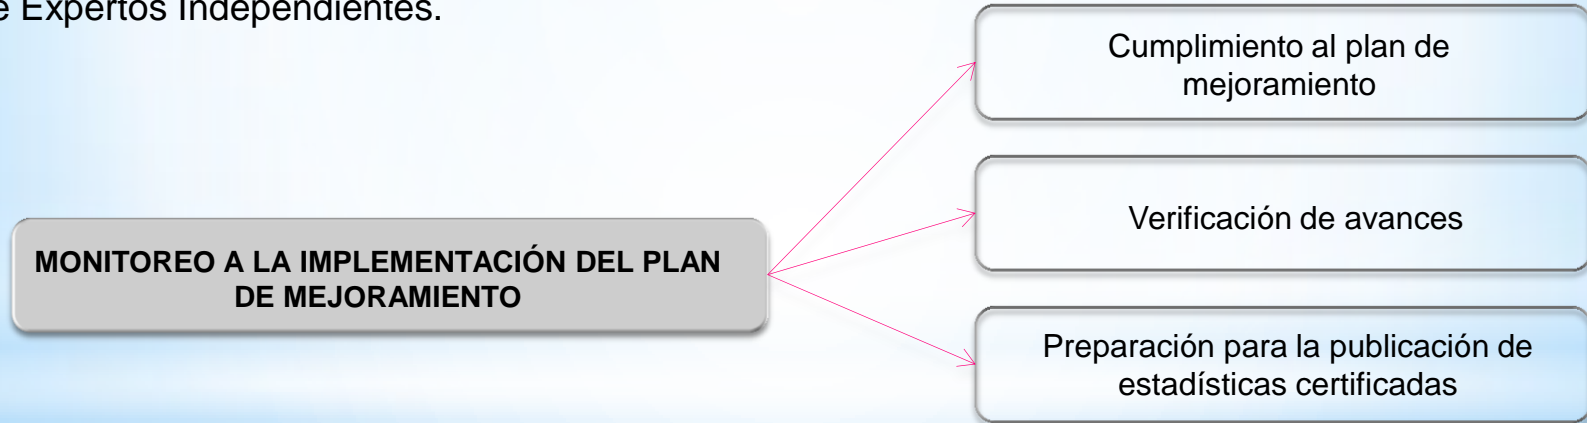 e Expertos Independientes.
Cumplimiento al plan de
mejoramiento
Verificación de avances
MONITOREO A LA IMPLEMENTACIÓN DEL PLAN
DE MEJORAMIENTO
Preparación para la publicación de
estadísticas certificadas